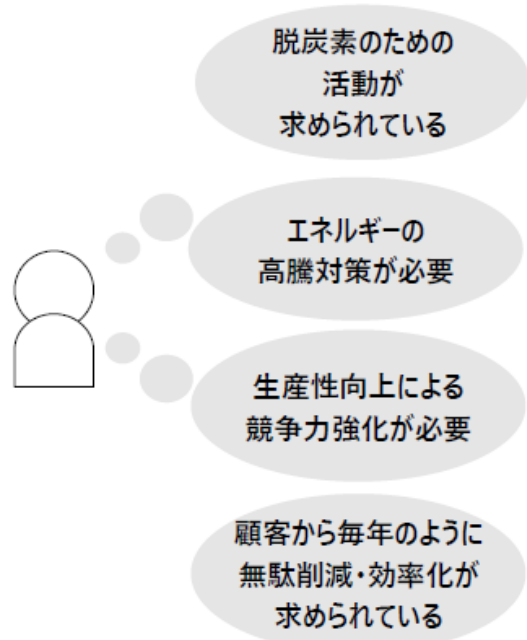 脱炭素のための
活動が
求められている
エネルギーの
高騰対策が必要
生産性向上による
競争力強化が必要
顧客から毎年のように
無駄削減・効率化が
求められている